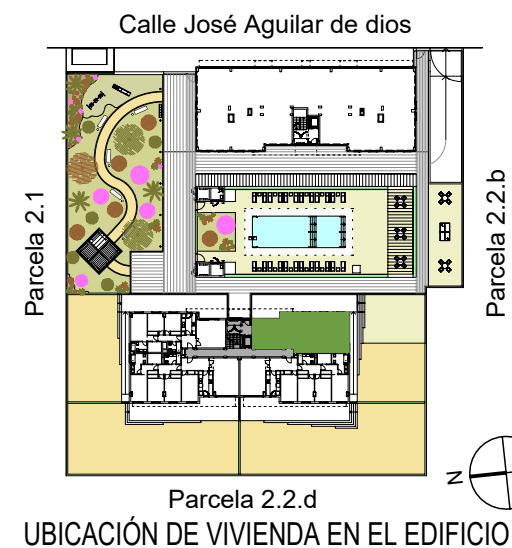 Calle José Aguilar de dios
Parcela 2.1
Parcela 2.2.b
N
Parcela 2.2.d
UBICACIÓN DE VIVIENDA EN EL EDIFICIO